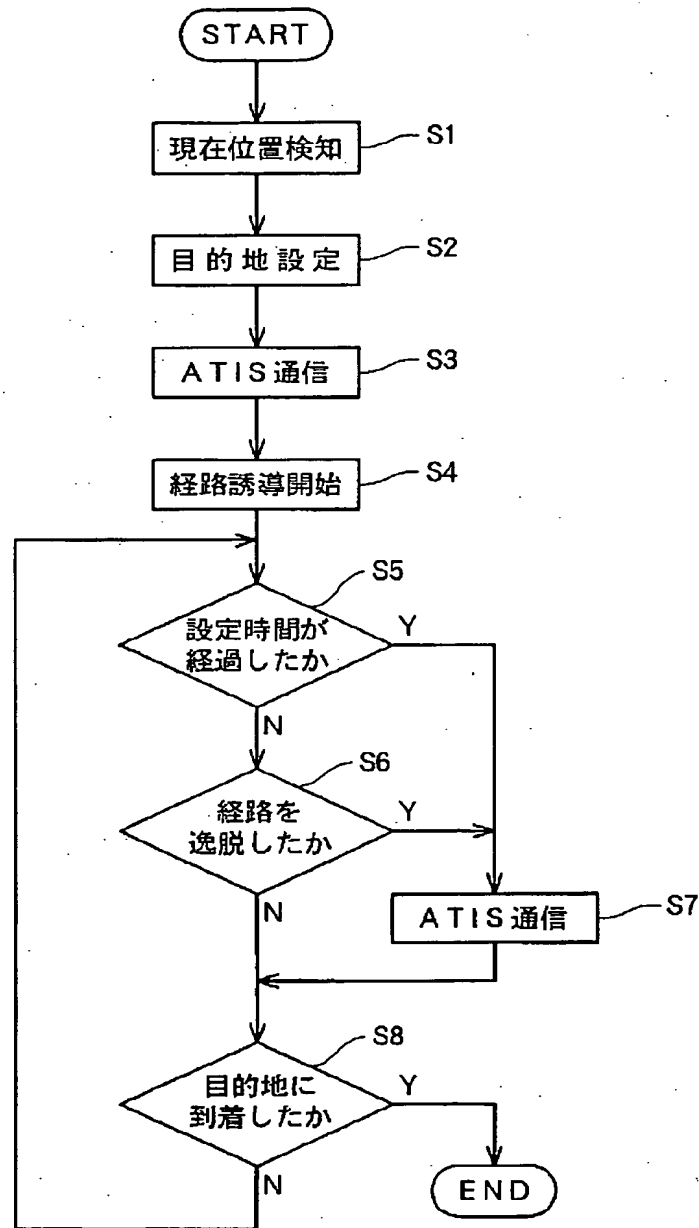 START
現在位置検知
S1
目的地設定
S2
ATIS通信
S3
経路誘導開始
S4
S5
設定時間が
経過したか
Y
N
S6
経路を
逸脱したか
Y
N
ATIS通信
S7
S8
目的地に
到着したか
Y
N
END